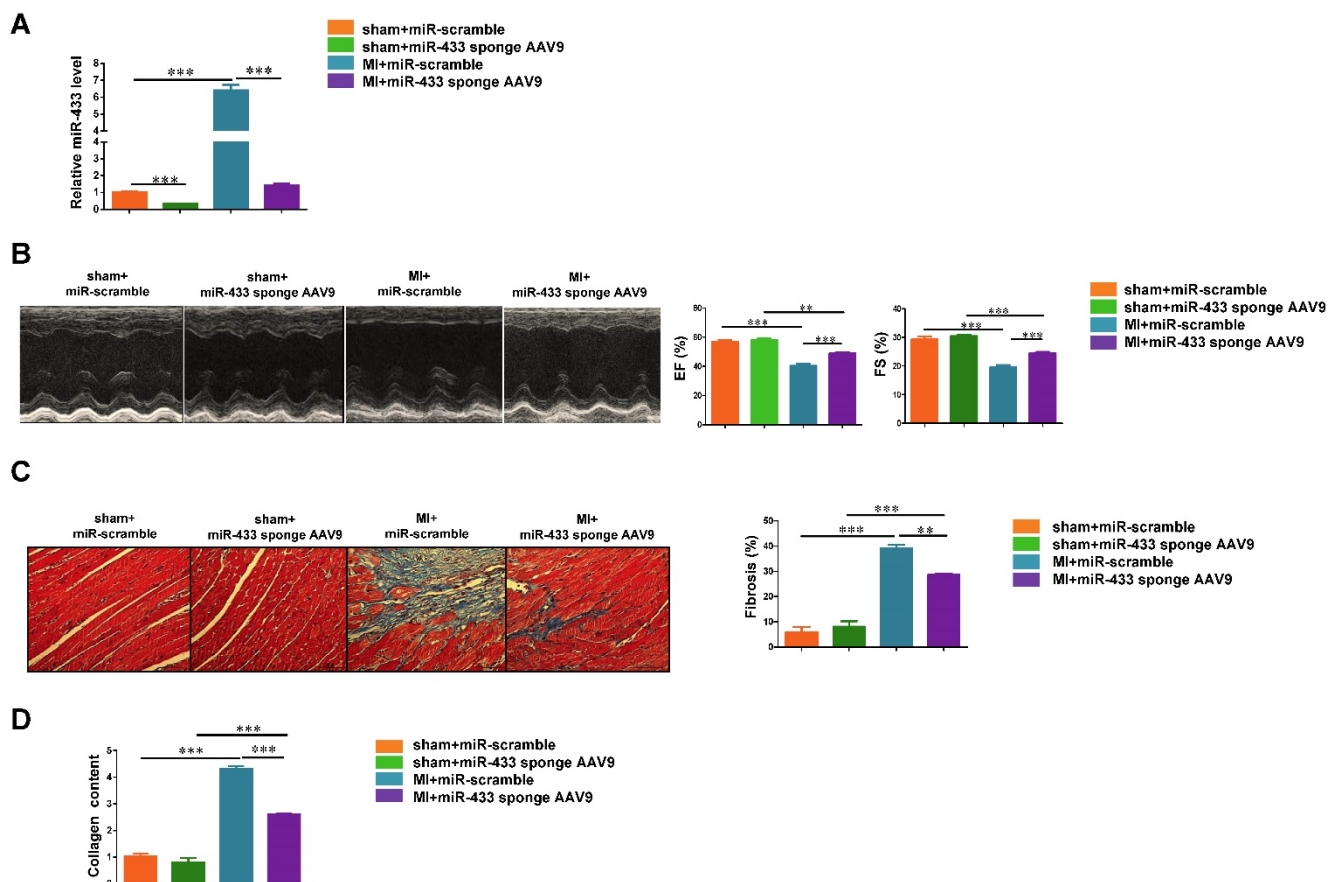 A
sham+miR-scramble
sham+miR-433 sponge AAV9
MI+miR-scramble
MI+miR-433 sponge AAV9
Relative miR-433 level
8
7
6
5
4
4
3
2
1
0
***
***
***
B
sham+
miR-scramble
sham+
miR-433 sponge AAV9
MI+
miR-scramble
MI+
miR-433 sponge AAV9
EF (%)
80
60
40
20
0
**
***
***
FS (%)
40
30
20
10
0
***
***
***
sham+miR-scramble
sham+miR-433 sponge AAV9
MI+miR-scramble
MI+miR-433 sponge AAV9
C
sham+
miR-scramble
sham+
miR-433 sponge AAV9
MI+
miR-scramble
MI+
miR-433 sponge AAV9
Fibrosis (%)
50
40
30
20
10
0
***
***
**
sham+miR-scramble
sham+miR-433 sponge AAV9
MI+miR-scramble
MI+miR-433 sponge AAV9
D
Collagen content
5
4
3
2
1
***
***
***
sham+miR-scramble
sham+miR-433 sponge AAV9
MI+miR-scramble
MI+miR-433 sponge AAV9